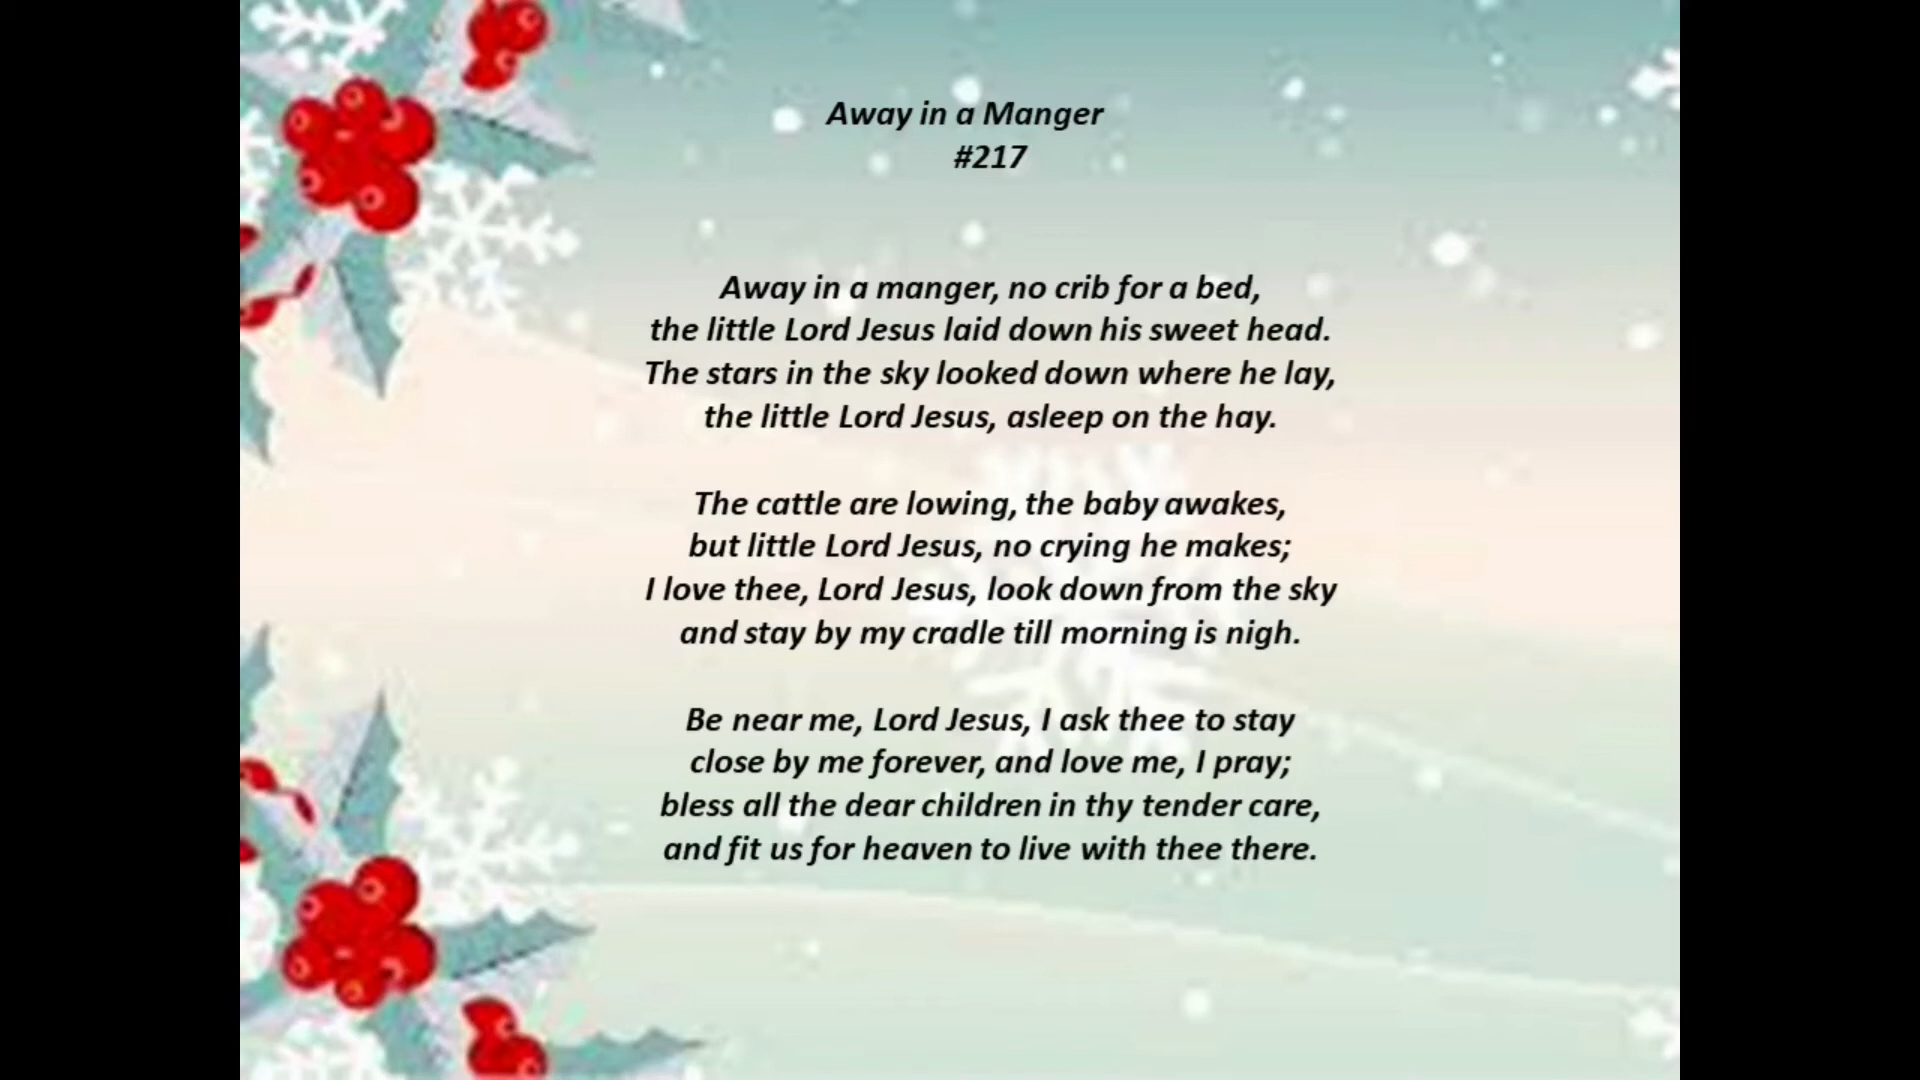 Away in a Manger
#217
Away in a manger, no crib for a bed,
the little Lord Jesus laid down his sweet head.
The stars in the sky looked down where he lay,
the little Lord Jesus, asleep on the hay.
The cattle are lowing, the baby awakes,
but little Lord Jesus, no crying he makes;
I love thee, Lord Jesus, look down from the sky
and stay by my cradle till morning is nigh.
Be near me, Lord Jesus, I ask thee to stay
close by me forever, and love me, I pray;
bless all the dear children in thy tender care,
and fit us for heaven to live with thee there.